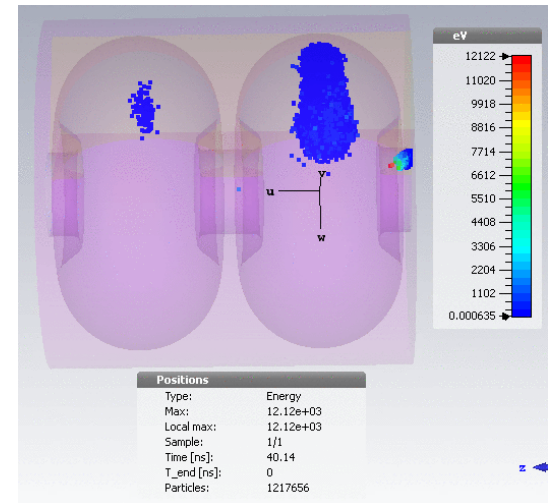 eV
12122
11020
9918
8816
7714
6612
5510
4408
3306
2204
1102
0.000635
v
u
w
Positions
Type: Energy
Max: 12.12e+03
Local max: 12.12e+03
Sample: 1/1
Time [ns]: 40.14
T_end [ns]: 0
Particles: 1217656
z